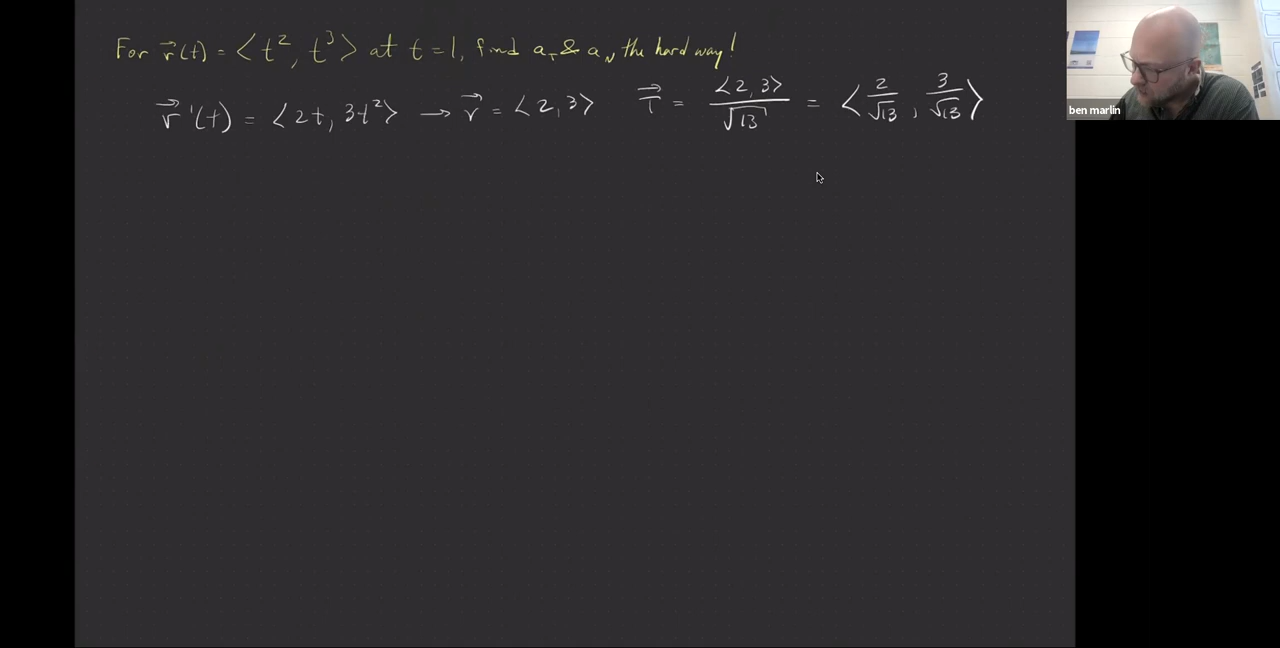 For r⃗(t) = ⟨t², t³⟩ at t = 1, find a_T & a_N the hard way!
r⃗'(t) = ⟨2t, 3t²⟩ → r⃗ = ⟨2, 3⟩ T⃗ = ⟨2, 3⟩/√13 = ⟨2/√13, 3/√13⟩
ben marlin